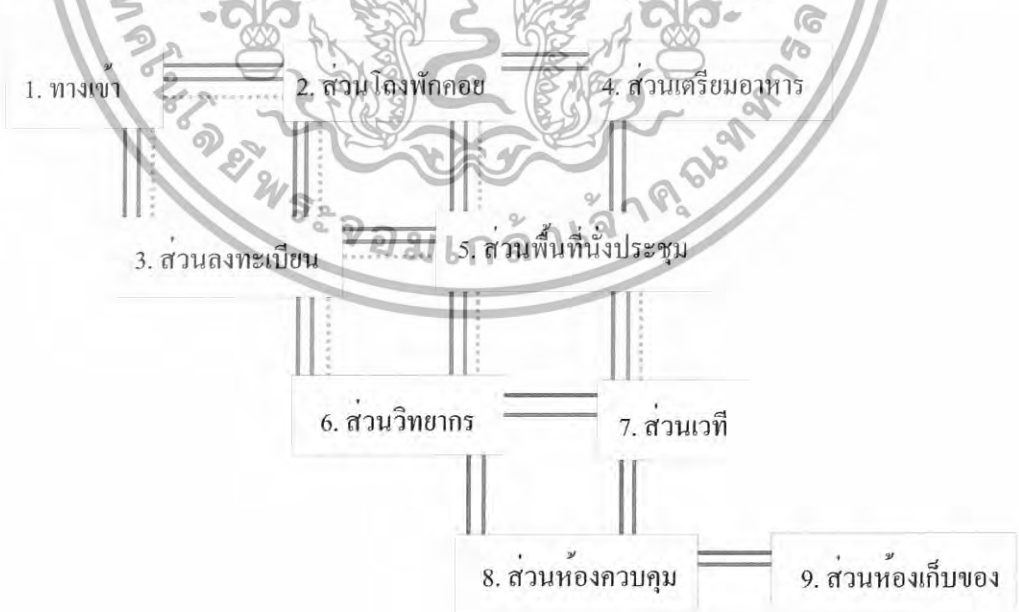 1. ทางเข้า
2. ส่วนโถงพักคอย
4. ส่วนเตรียมอาหาร
3. ส่วนลงทะเบียน
5. ส่วนพื้นที่นั่งประชุม
6. ส่วนวิทยากร
7. ส่วนเวที
8. ส่วนห้องควบคุม
9. ส่วนห้องเก็บของ